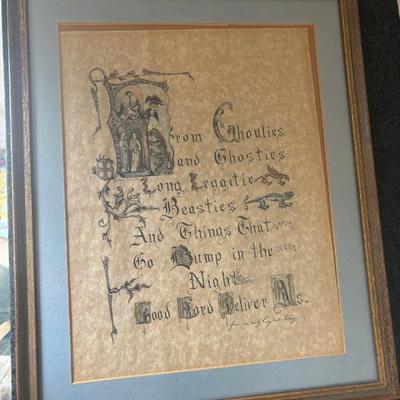 From Ghoulies
and Ghosties
Long Leggitie
Beasties
And Things That
Go Bump in the
Night
Good Lord Deliver Us.